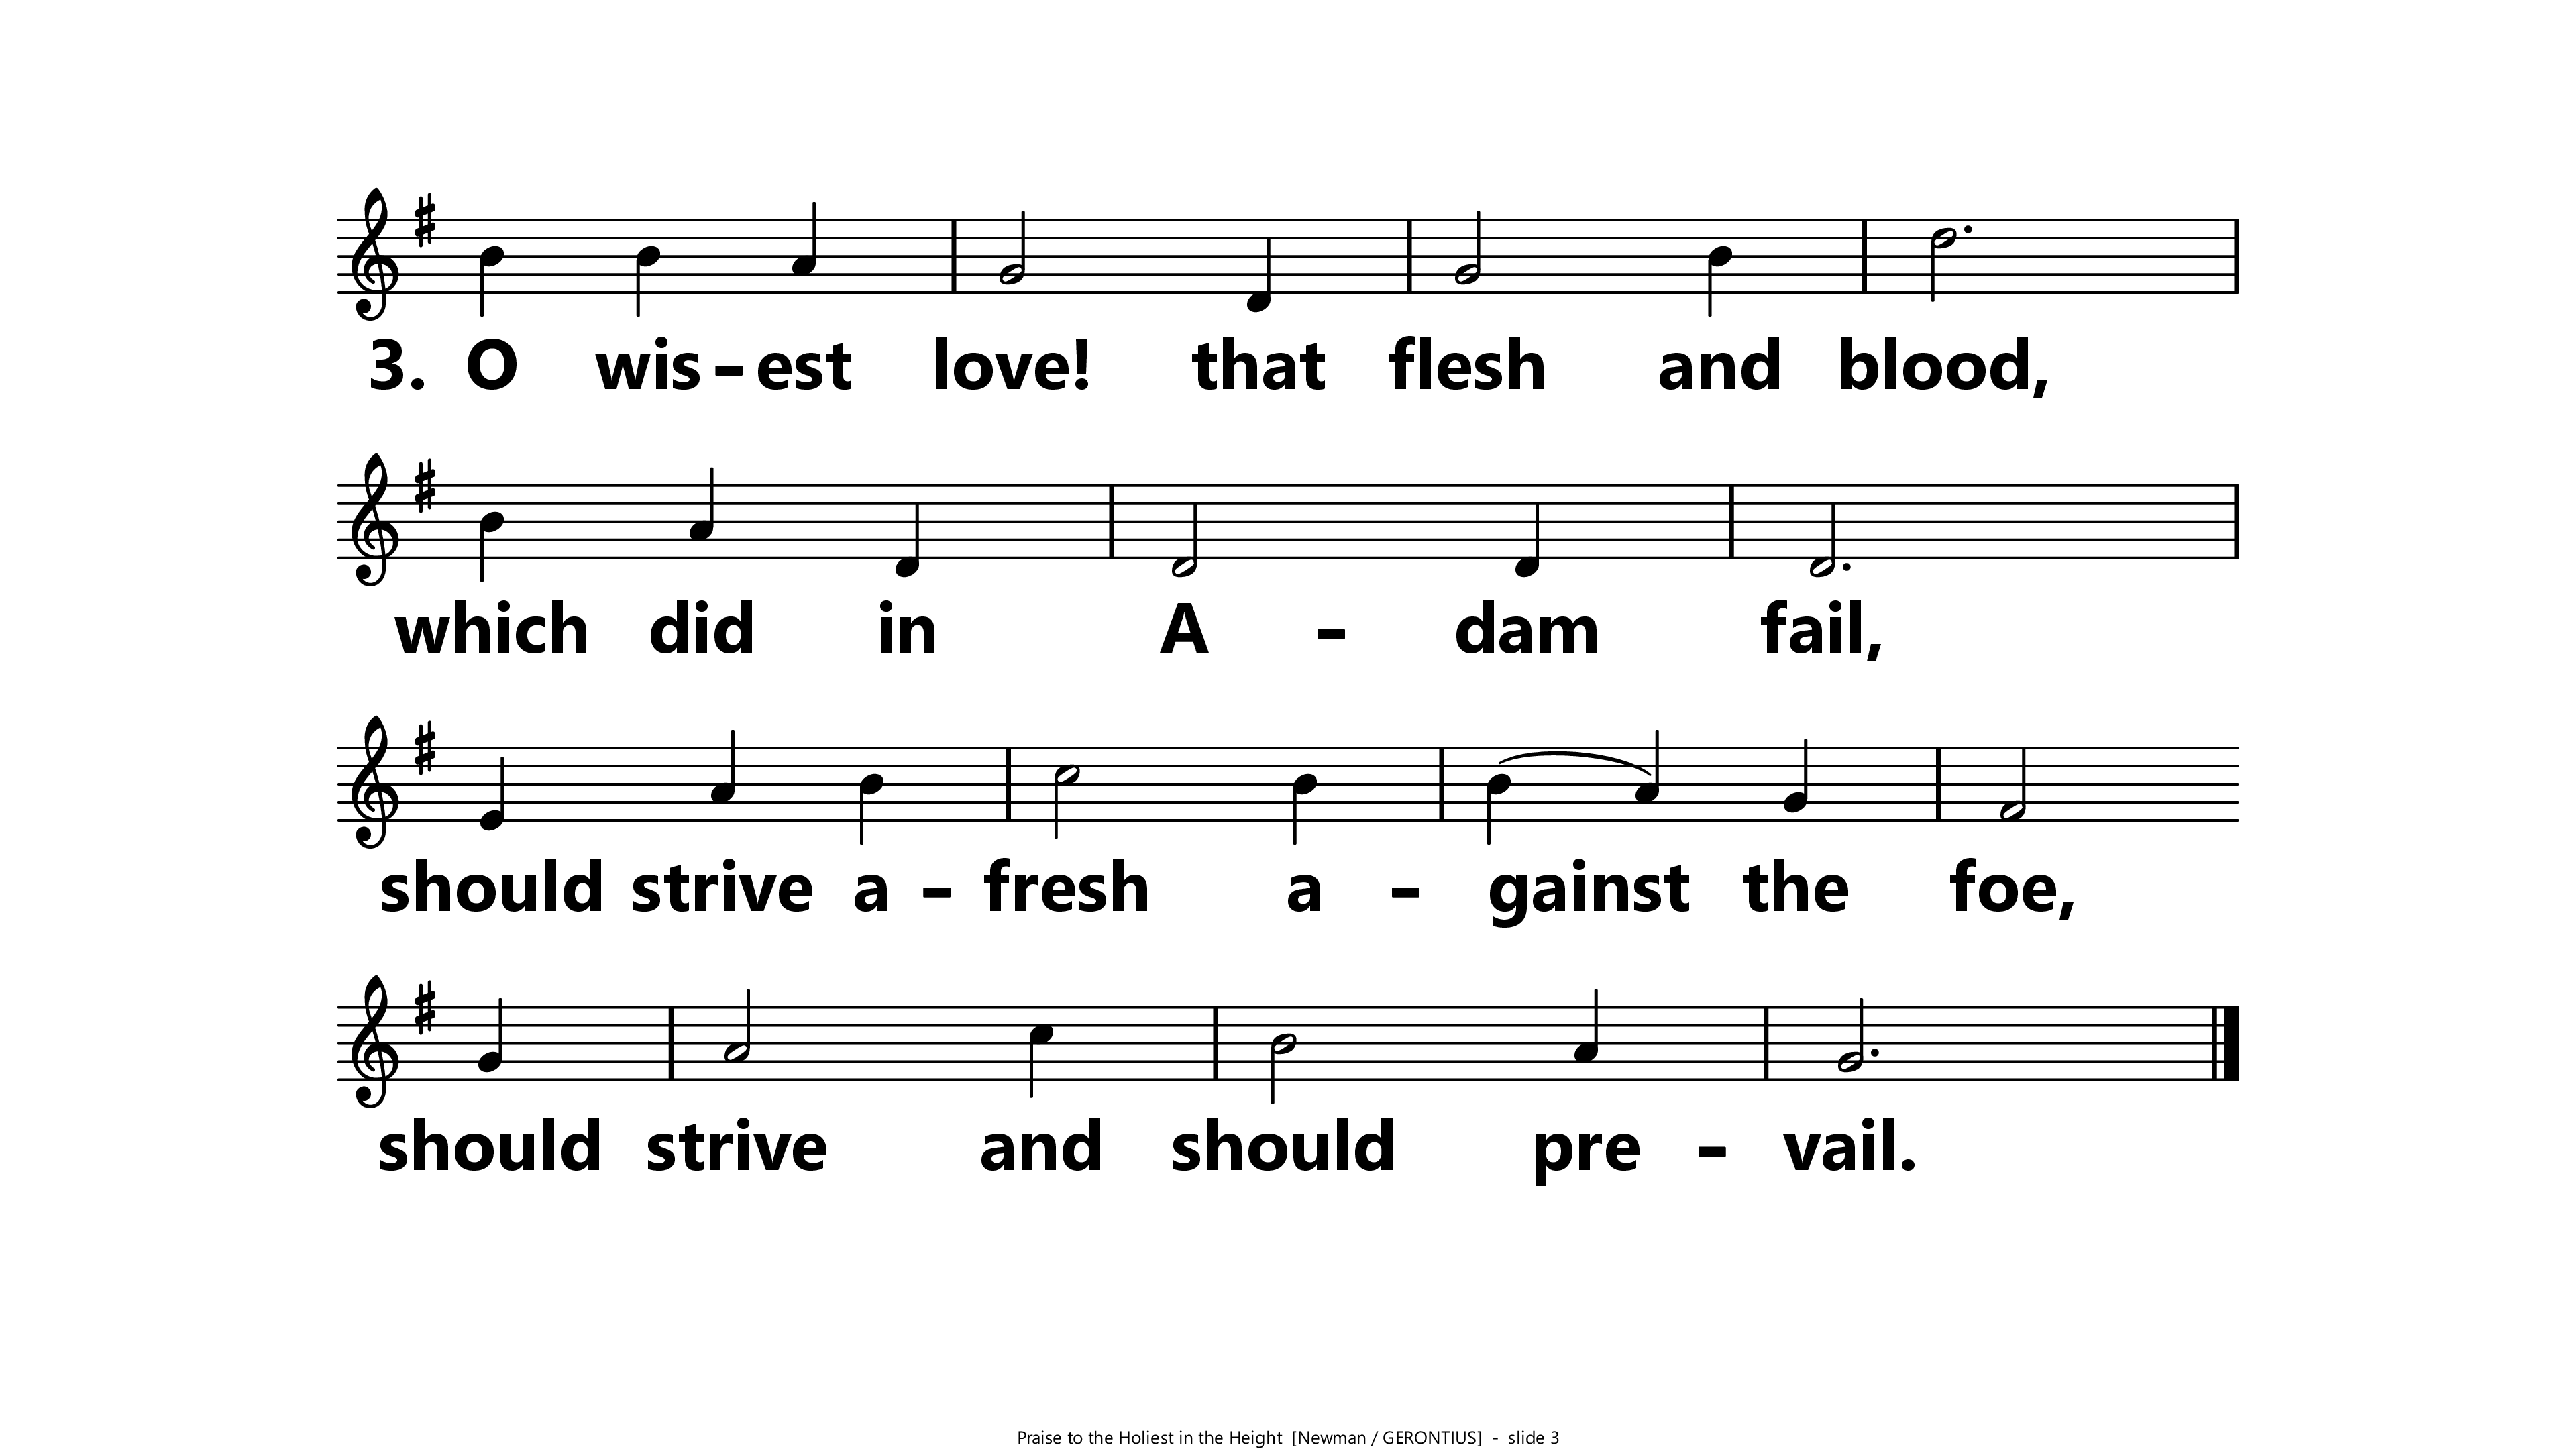 3. O wis - est love! that flesh and blood,
which did in A - dam fail,
should strive a - fresh a - gainst the foe,
should strive and should pre - vail.
Praise to the Holiest in the Height [Newman / GERONTIUS] - slide 3